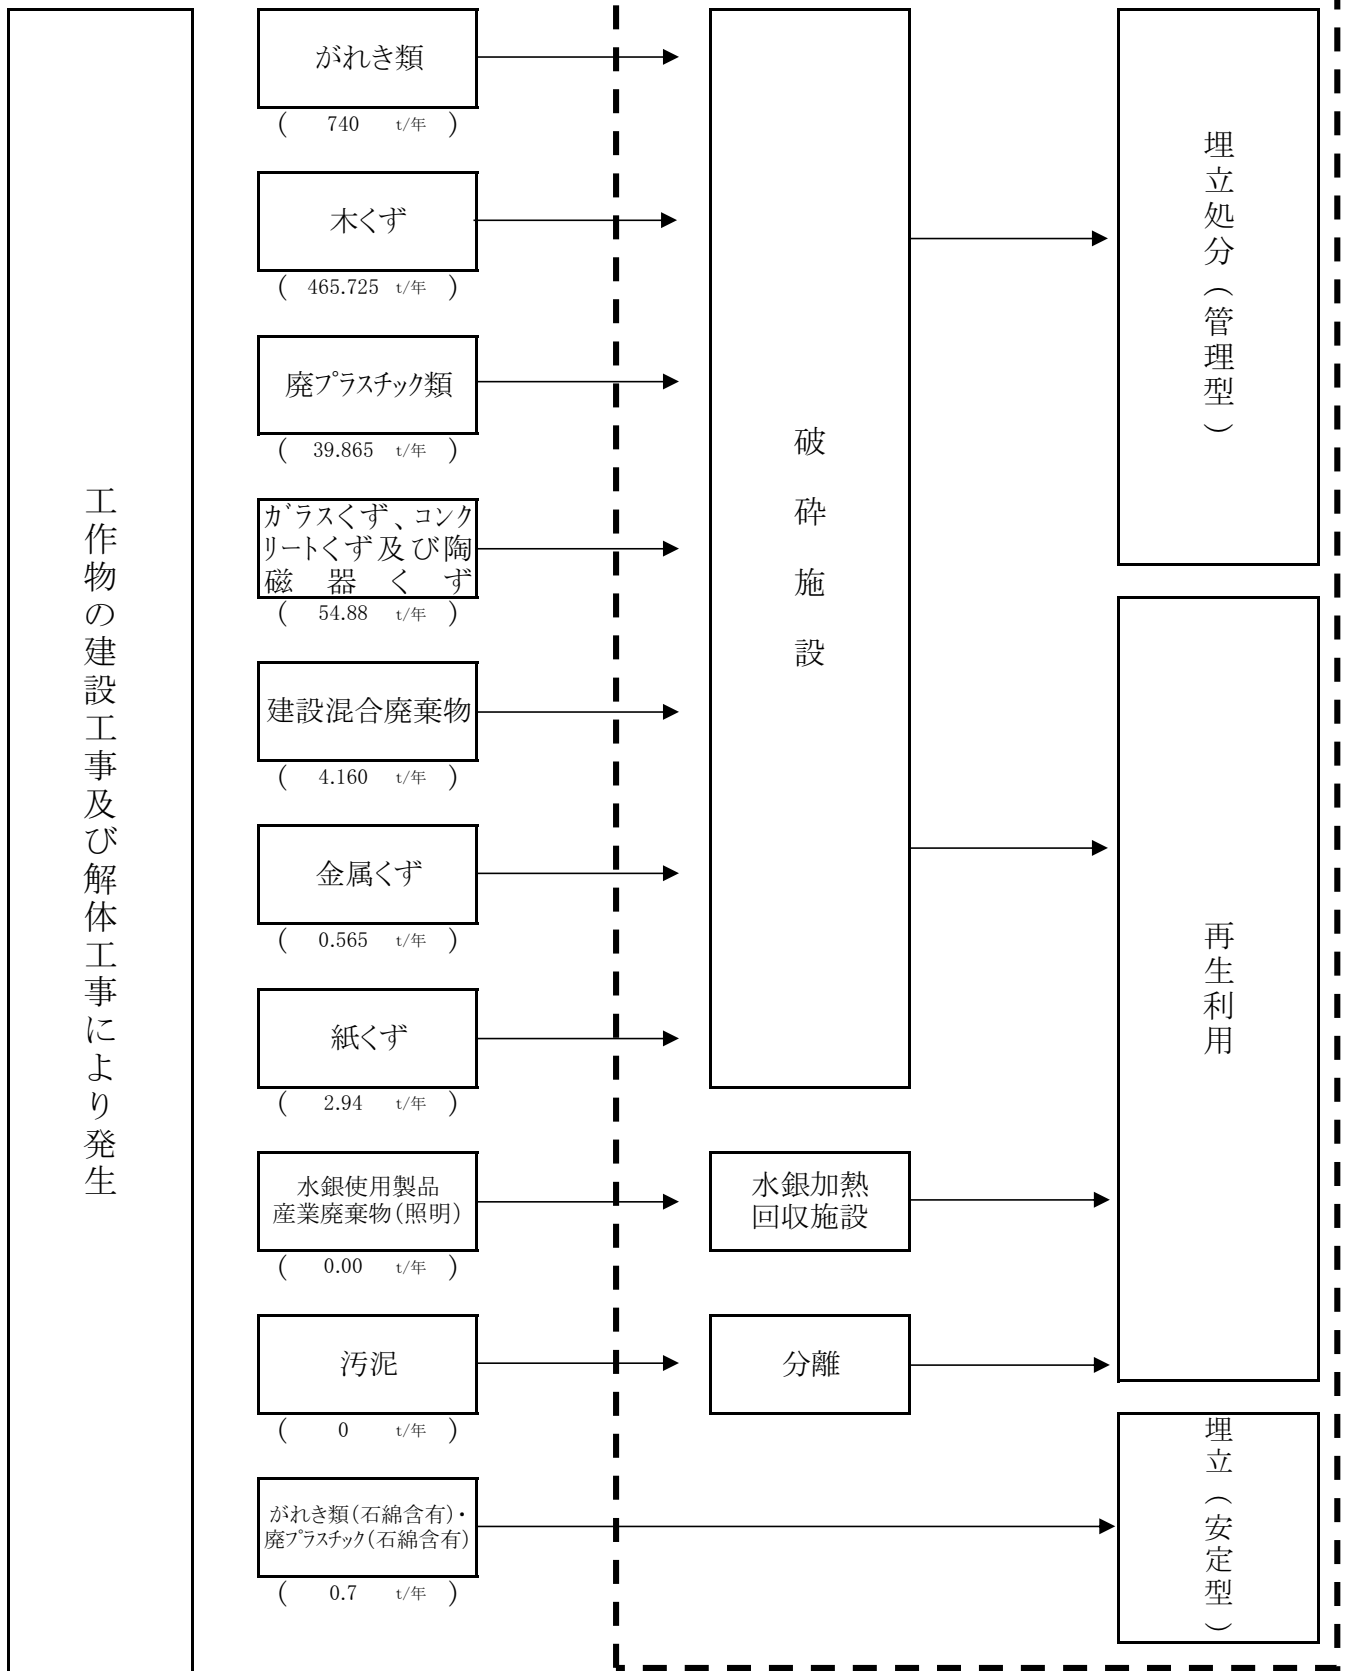 工作物の建設工事及び解体工事により発生
がれき類
( 740 t/年 )
木くず
( 465.725 t/年 )
廃プラスチック類
( 39.865 t/年 )
ガラスくず、コンク
リートくず及び陶
磁器くず
( 54.88 t/年 )
建設混合廃棄物
( 4.160 t/年 )
金属くず
( 0.565 t/年 )
紙くず
( 2.94 t/年 )
水銀使用製品
産業廃棄物(照明)
( 0.00 t/年 )
汚泥
( 0 t/年 )
がれき類(石綿含有)・
廃プラスチック(石綿含有)
( 0.7 t/年 )
破砕施設
水銀加熱
回収施設
分離
埋立処分(管理型)
再生利用
埋立(安定型)